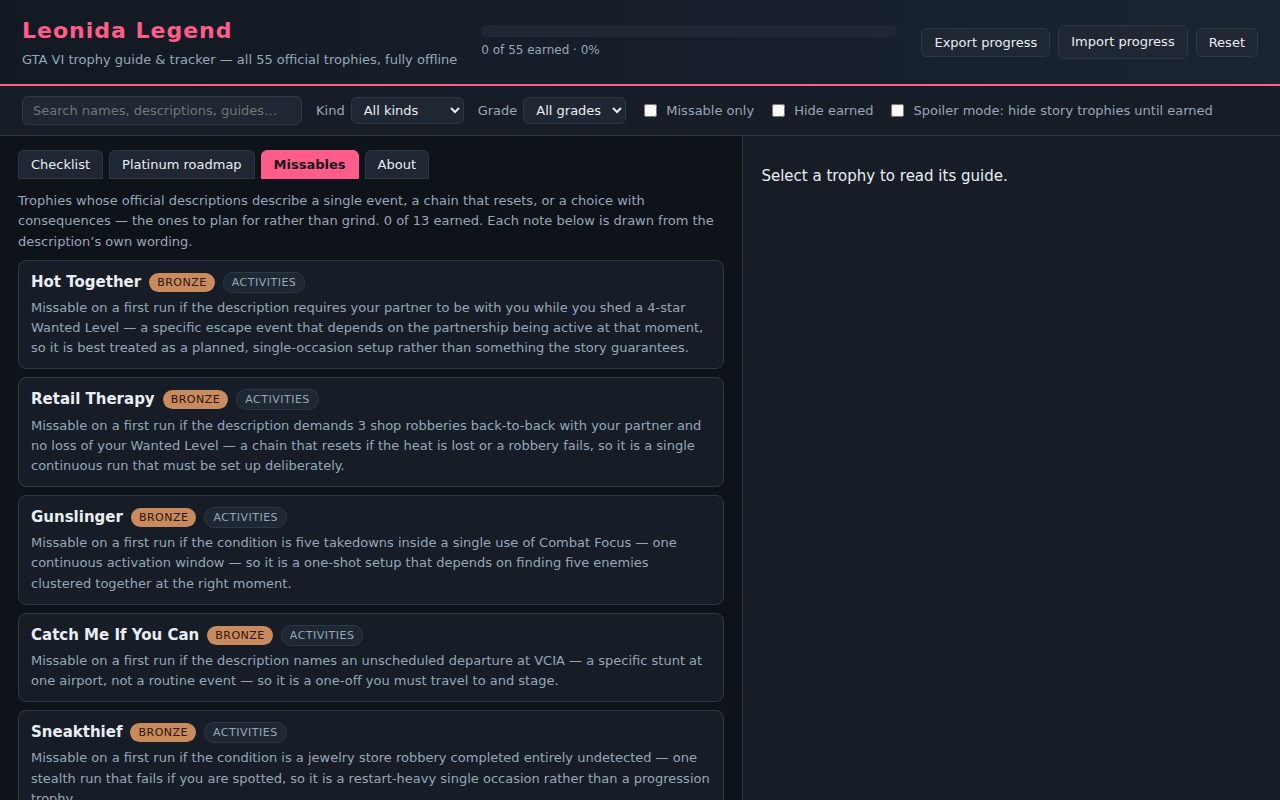 Leonida Legend
GTA VI trophy guide & tracker — all 55 official trophies, fully offline
0 of 55 earned · 0%
Export progress
Import progress
Reset
Search names, descriptions, guides…
Kind
All kinds
Grade
All grades
Missable only
Hide earned
Spoiler mode: hide story trophies until earned
Checklist
Platinum roadmap
Missables
About
Trophies whose official descriptions describe a single event, a chain that resets, or a choice with
consequences — the ones to plan for rather than grind. 0 of 13 earned. Each note below is drawn from the
description’s own wording.
Hot Together BRONZE ACTIVITIES
Missable on a first run if the description requires your partner to be with you while you shed a 4-star
Wanted Level — a specific escape event that depends on the partnership being active at that moment,
so it is best treated as a planned, single-occasion setup rather than something the story guarantees.
Retail Therapy BRONZE ACTIVITIES
Missable on a first run if the description demands 3 shop robberies back-to-back with your partner and
no loss of your Wanted Level — a chain that resets if the heat is lost or a robbery fails, so it is a single
continuous run that must be set up deliberately.
Gunslinger BRONZE ACTIVITIES
Missable on a first run if the condition is five takedowns inside a single use of Combat Focus — one
continuous activation window — so it is a one-shot setup that depends on finding five enemies
clustered together at the right moment.
Catch Me If You Can BRONZE ACTIVITIES
Missable on a first run if the description names an unscheduled departure at VCIA — a specific stunt at
one airport, not a routine event — so it is a one-off you must travel to and stage.
Sneakthief BRONZE ACTIVITIES
Missable on a first run if the condition is a jewelry store robbery completed entirely undetected — one
stealth run that fails if you are spotted, so it is a restart-heavy single occasion rather than a progression
trophy.
Select a trophy to read its guide.